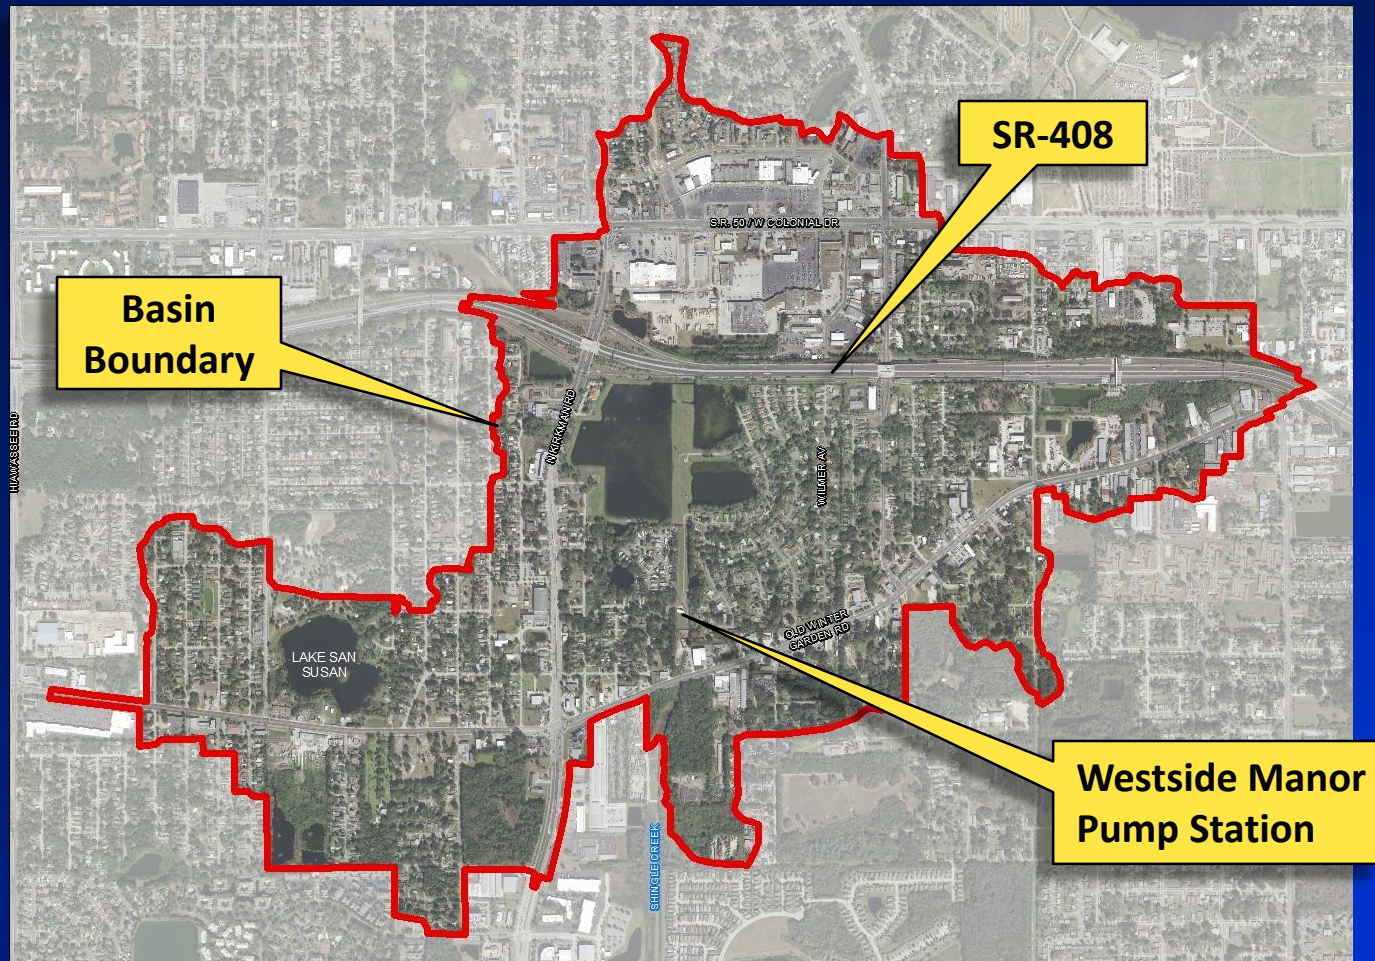 SR-408
S.R. 50 / W COLONIAL DR
Basin
Boundary
HIAWASSEE RD
N KIRKMAN RD
WILMER AV
OLD WINTER
GARDEN RD
LAKE SAN
SUSAN
Westside Manor
Pump Station
SHINGLE CREEK